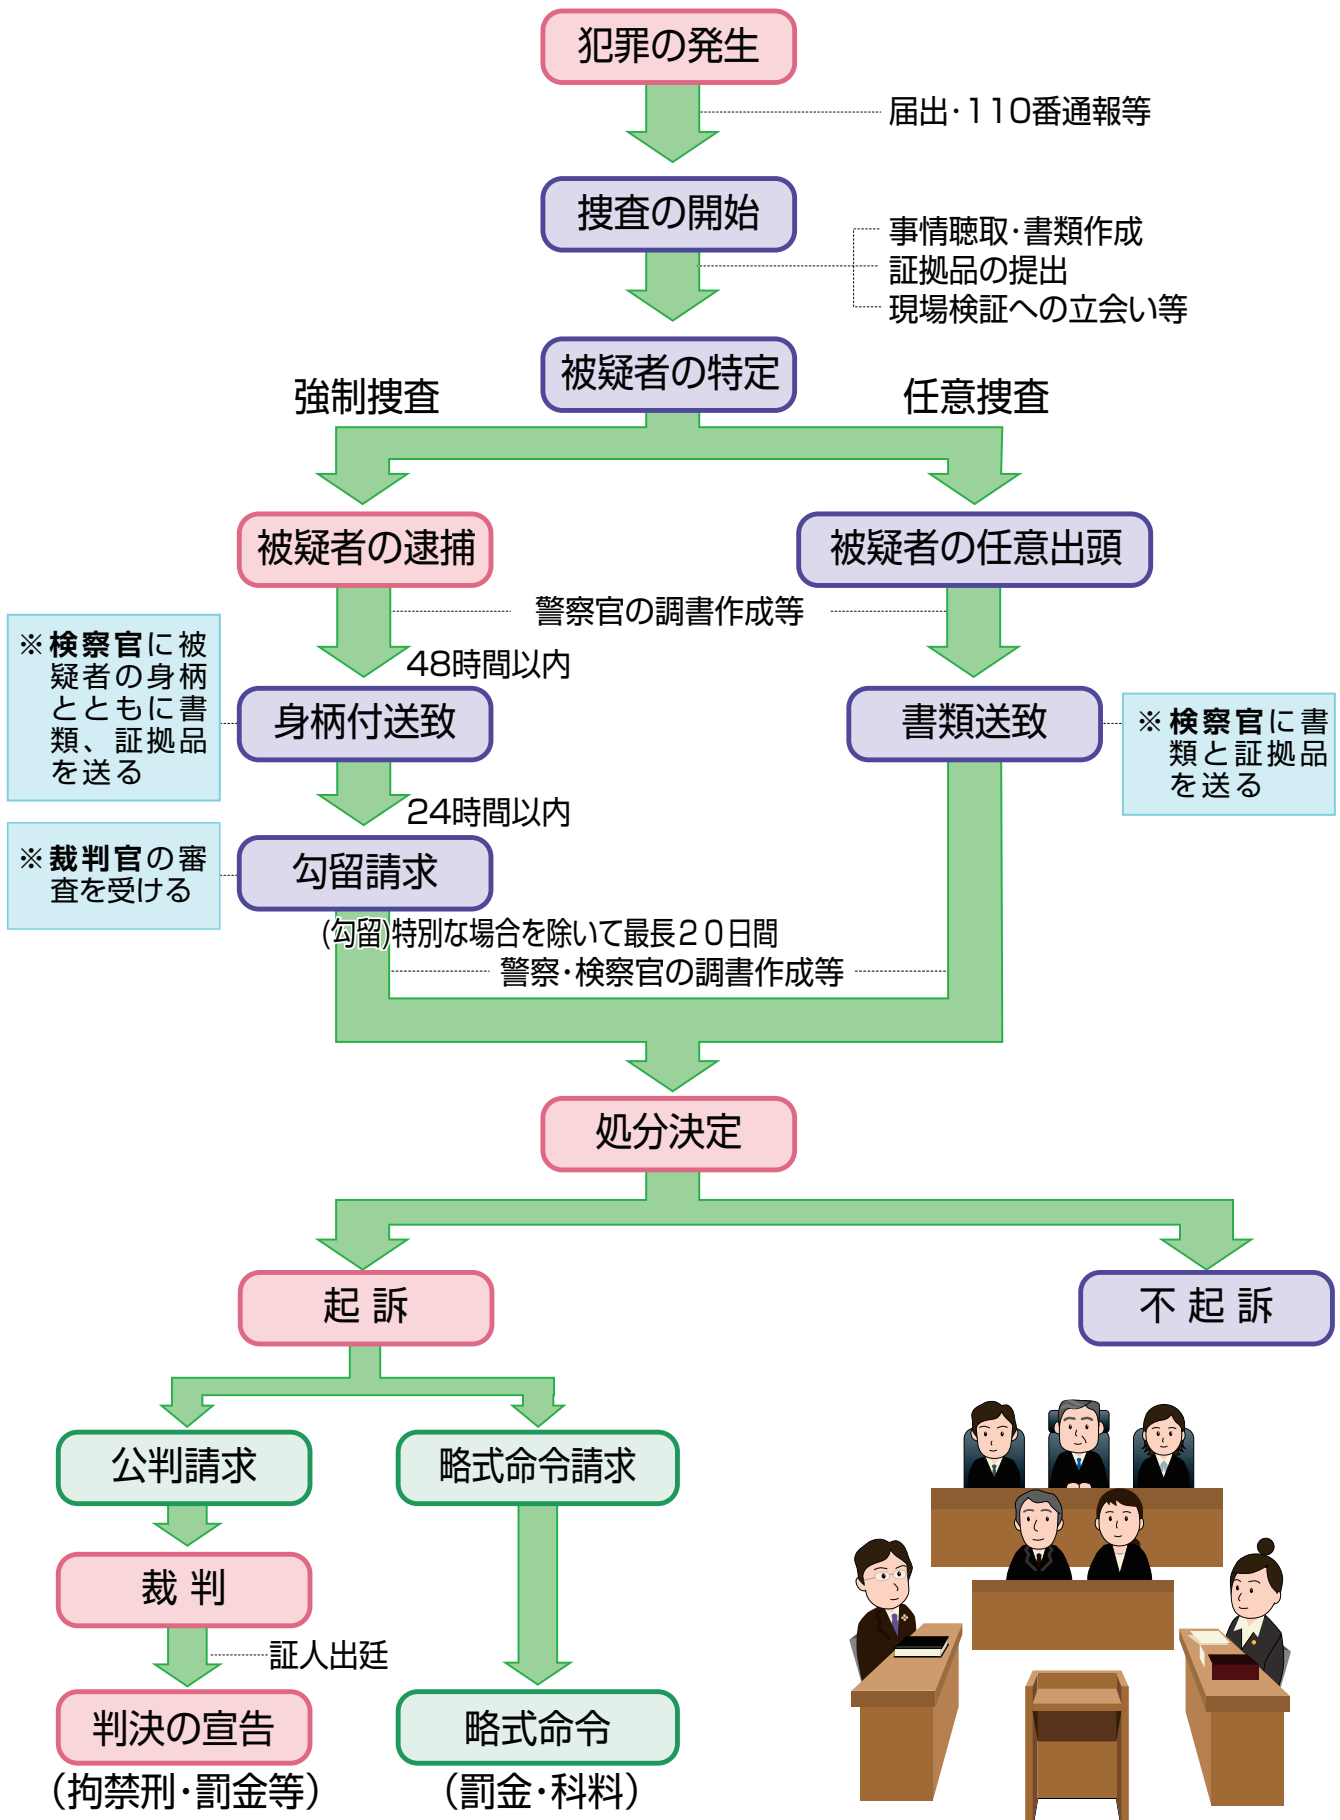 犯罪の発生
届出･110番通報等
捜査の開始
事情聴取･書類作成
証拠品の提出
現場検証への立会い等
被疑者の特定
強制捜査
任意捜査
被疑者の逮捕
被疑者の任意出頭
警察官の調書作成等
48時間以内
※検察官に被
疑者の身柄
とともに書
類、証拠品
を送る
身柄付送致
書類送致
※検察官に書
類と証拠品
を送る
24時間以内
※裁判官の審
査を受ける
勾留請求
(勾留)特別な場合を除いて最長20日間
警察･検察官の調書作成等
処分決定
起訴
不起訴
公判請求
略式命令請求
裁判
証人出廷
判決の宣告
略式命令
(拘禁刑･罰金等)
(罰金･科料)